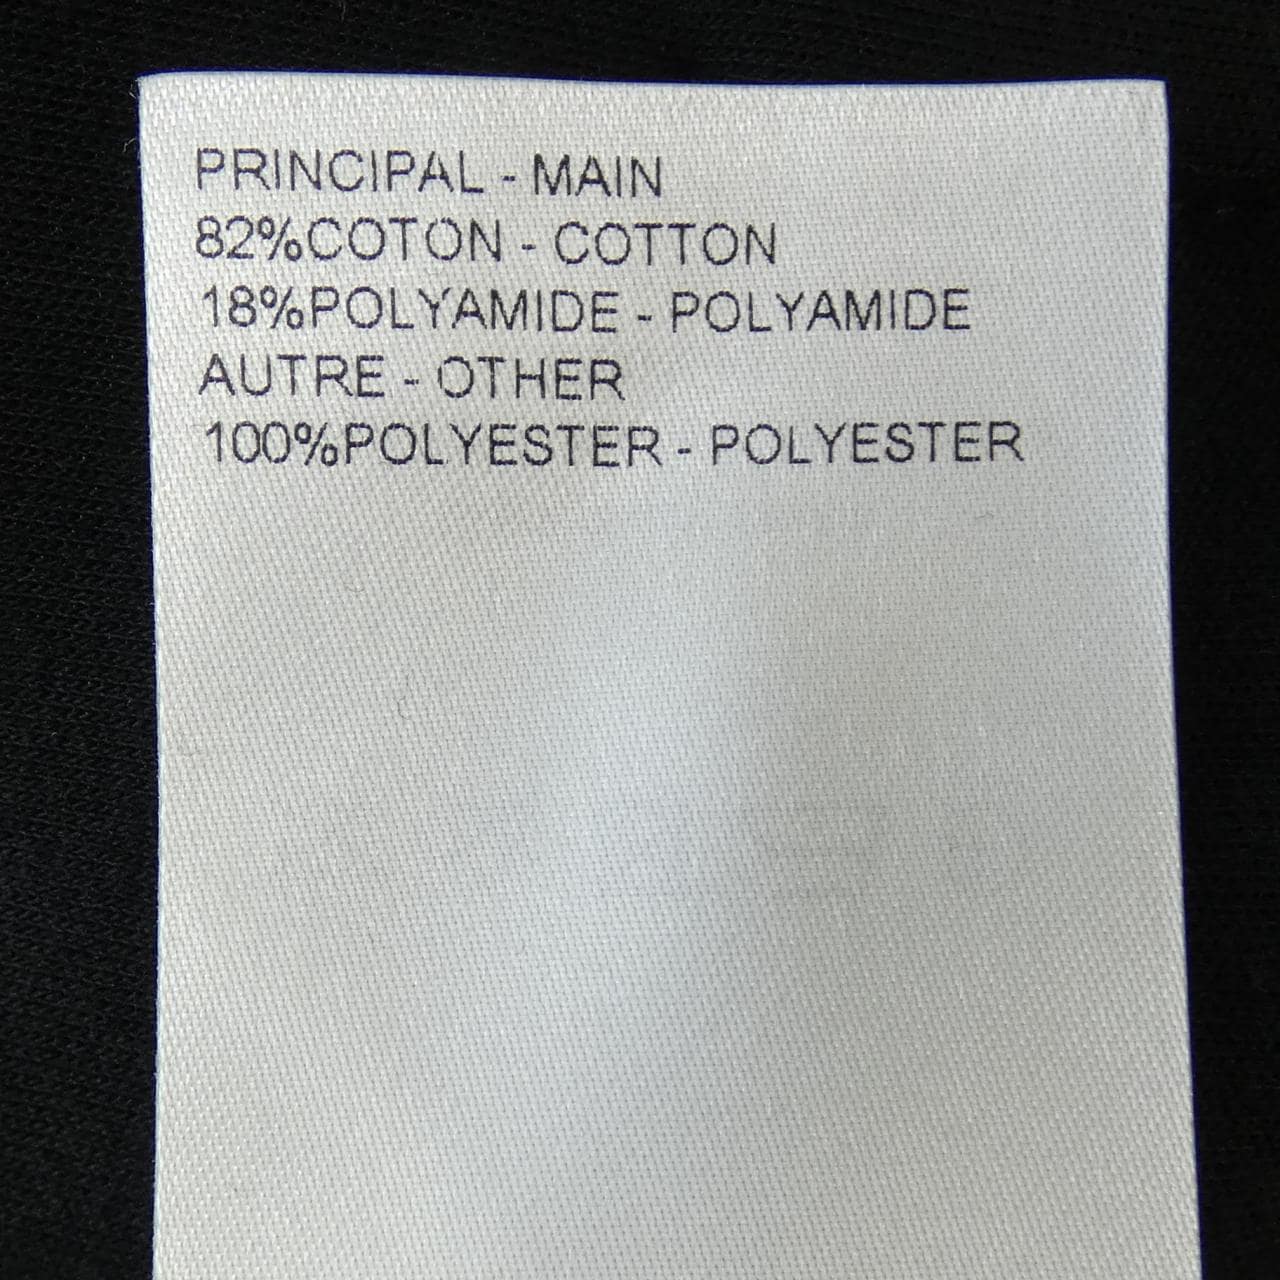 PRINCIPAL - MAIN
82%COTON - COTTON
18%POLYAMIDE - POLYAMIDE
AUTRE - OTHER
100%POLYESTER - POLYESTER